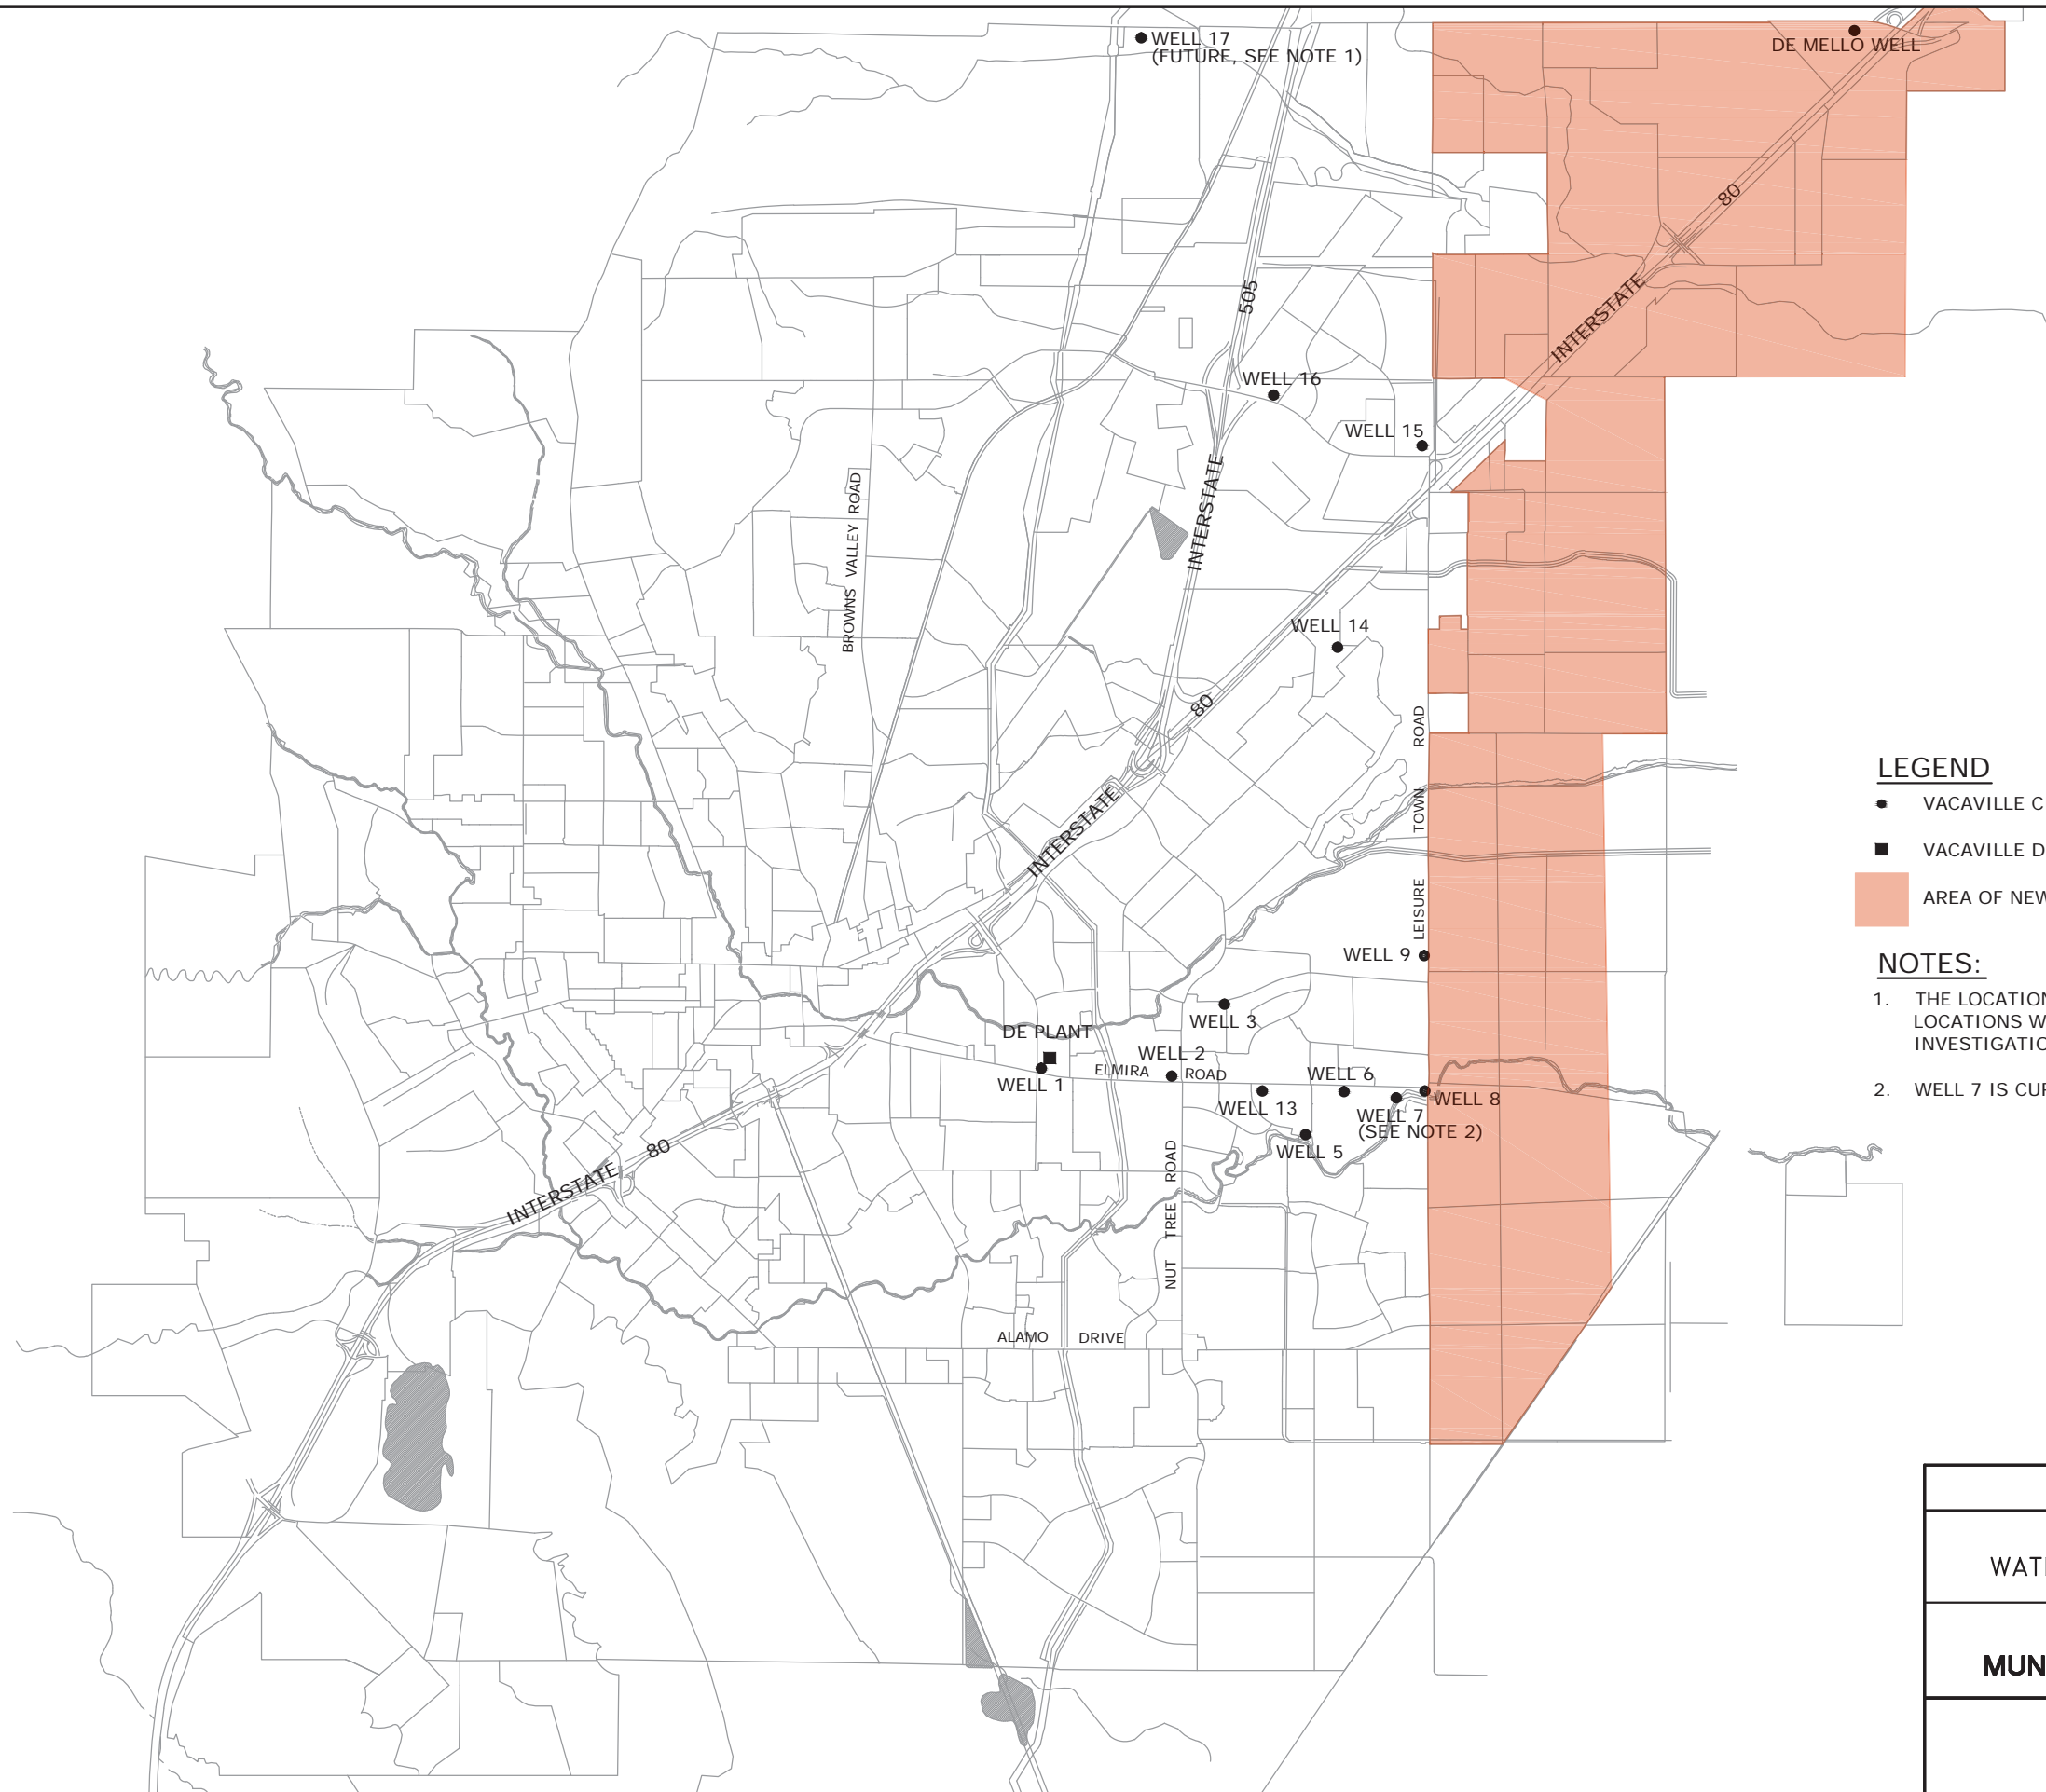 WELL 17
(FUTURE, SEE NOTE 1)
DE MELLO WELL
80
INTERSTATE
505
WELL 16
WELL 15
INTERSTATE
BROWNS VALLEY ROAD
WELL 14
80
LEISURE TOWN ROAD
INTERSTATE
LEGEND
VACAVILLE C
VACAVILLE D
AREA OF NEW
WELL 9
NOTES:
1. THE LOCATION
LOCATIONS W
INVESTIGATIO
2. WELL 7 IS CUR
WELL 3
DE PLANT
WELL 2
ELMIRA ROAD
WELL 1
WELL 6
WELL 13
WELL 7
(SEE NOTE 2)
WELL 8
WELL 5
NUT TREE ROAD
INTERSTATE 80
ALAMO DRIVE
WAT
MUN